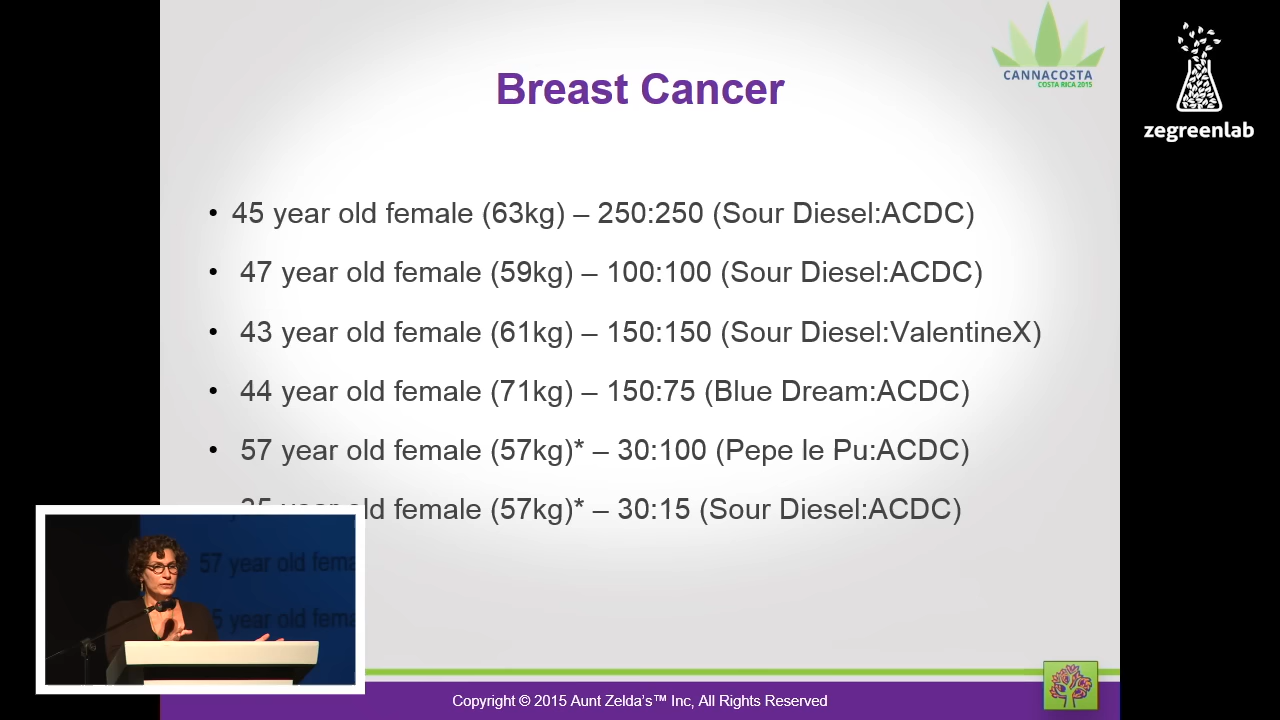 CANNACOSTA
COSTA RICA 2015
zegreenlab
Breast Cancer
• 45 year old female (63kg) – 250:250 (Sour Diesel:ACDC)
• 47 year old female (59kg) – 100:100 (Sour Diesel:ACDC)
• 43 year old female (61kg) – 150:150 (Sour Diesel:ValentineX)
• 44 year old female (71kg) – 150:75 (Blue Dream:ACDC)
• 57 year old female (57kg)* – 30:100 (Pepe le Pu:ACDC)
year old female (57kg)* – 30:15 (Sour Diesel:ACDC)
57 year old fema
5 year old fema
Copyright © 2015 Aunt Zelda's™ Inc, All Rights Reserved